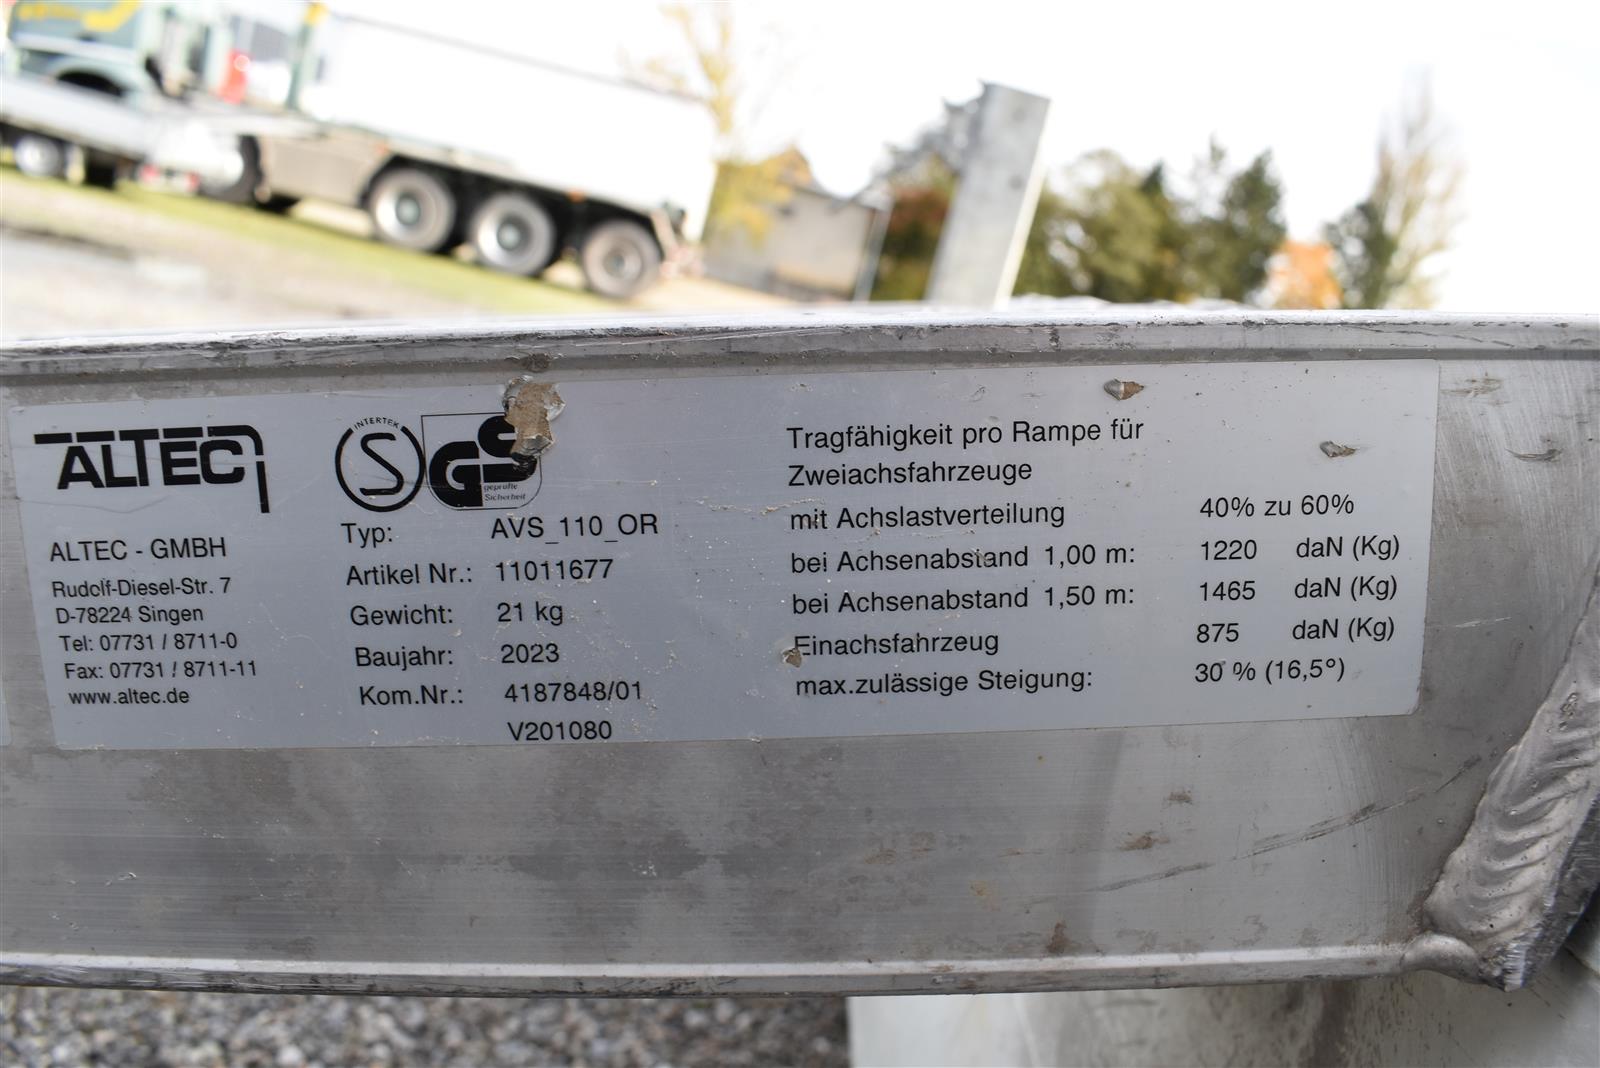 ALTEC
ALTEC - GMBH
Rudolf-Diesel-Str. 7
D-78224 Singen
Tel: 07731 / 8711-0
Fax: 07731 / 8711-11
www.altec.de
INTERTEK
S
GS
geprüfte
Sicherheit
Typ: AVS_110_OR
Artikel Nr.: 11011677
Gewicht: 21 kg
Baujahr: 2023
Kom.Nr.: 4187848/01
V201080
Tragfähigkeit pro Rampe für
Zweiachsfahrzeuge
mit Achslastverteilung 40% zu 60%
bei Achsenabstand 1,00 m: 1220 daN (Kg)
bei Achsenabstand 1,50 m: 1465 daN (Kg)
Einachsfahrzeug 875 daN (Kg)
max.zulässige Steigung: 30 % (16,5°)